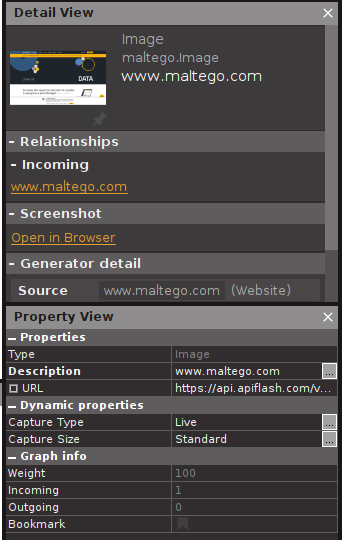 Detail View
Image
maltego.Image
www.maltego.com
DATA
– Relationships
– Incoming
www.maltego.com
– Screenshot
Open in Browser
– Generator detail
Source www.maltego.com (Website)
Property View
– Properties
Type Image
Description www.maltego.com ...
URL https://api.apiflash.com/v...
– Dynamic properties
Capture Type Live ...
Capture Size Standard ...
– Graph info
Weight 100
Incoming 1
Outgoing 0
Bookmark